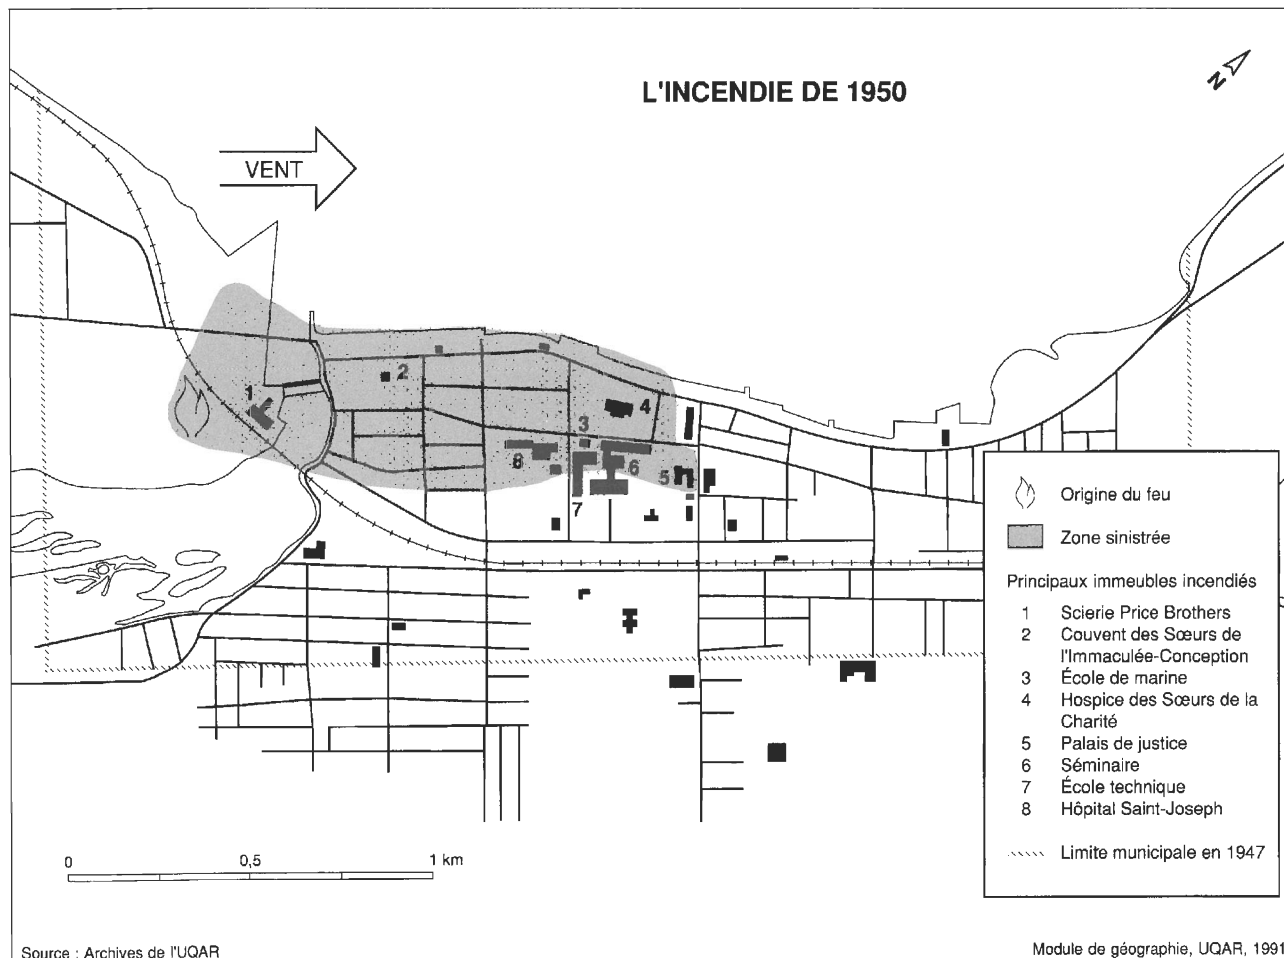 L'INCENDIE DE 1950
N
VENT
1
2
3
4
5
6
7
8
Origine du feu
Zone sinistrée
Principaux immeubles incendiés
1 Scierie Price Brothers
2 Couvent des Sœurs de
l'Immaculée-Conception
3 École de marine
4 Hospice des Sœurs de la
Charité
5 Palais de justice
6 Séminaire
7 École technique
8 Hôpital Saint-Joseph
Limite municipale en 1947
0 0,5 1 km
Source : Archives de l'UQAR
Module de géographie, UQAR, 1991